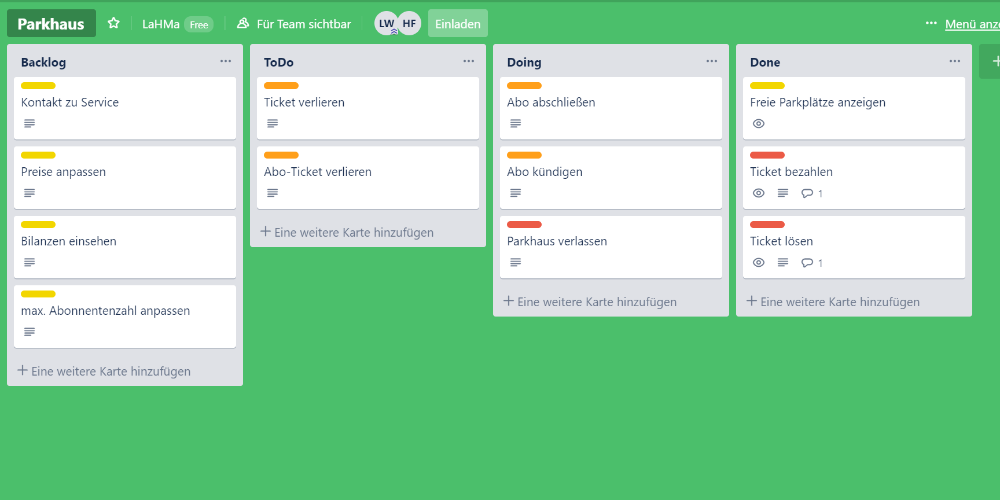 Parkhaus
LaHMa Free
Für Team sichtbar
LW HF
Einladen
Menü anze
Backlog
Kontakt zu Service
Preise anpassen
Bilanzen einsehen
max. Abonnentenzahl anpassen
Eine weitere Karte hinzufügen
ToDo
Ticket verlieren
Abo-Ticket verlieren
Eine weitere Karte hinzufügen
Doing
Abo abschließen
Abo kündigen
Parkhaus verlassen
Eine weitere Karte hinzufügen
Done
Freie Parkplätze anzeigen
Ticket bezahlen
1
Ticket lösen
1
Eine weitere Karte hinzufügen